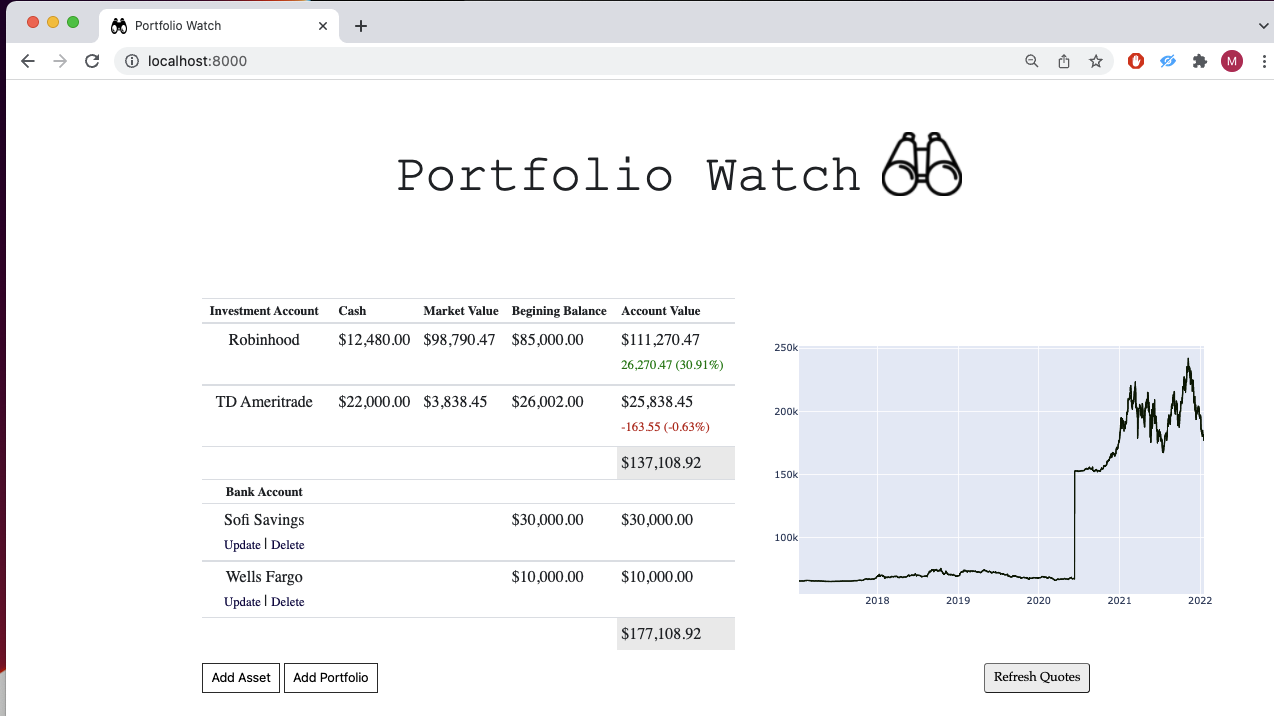 Portfolio Watch
localhost:8000
M
Portfolio Watch
Investment Account Cash Market Value Begining Balance Account Value
Robinhood $12,480.00 $98,790.47 $85,000.00 $111,270.47
26,270.47 (30.91%)
TD Ameritrade $22,000.00 $3,838.45 $26,002.00 $25,838.45
-163.55 (-0.63%)
$137,108.92
Bank Account
Sofi Savings $30,000.00 $30,000.00
Update | Delete
Wells Fargo $10,000.00 $10,000.00
Update | Delete
$177,108.92
250k
200k
150k
100k
2018 2019 2020 2021 2022
Add Asset Add Portfolio Refresh Quotes